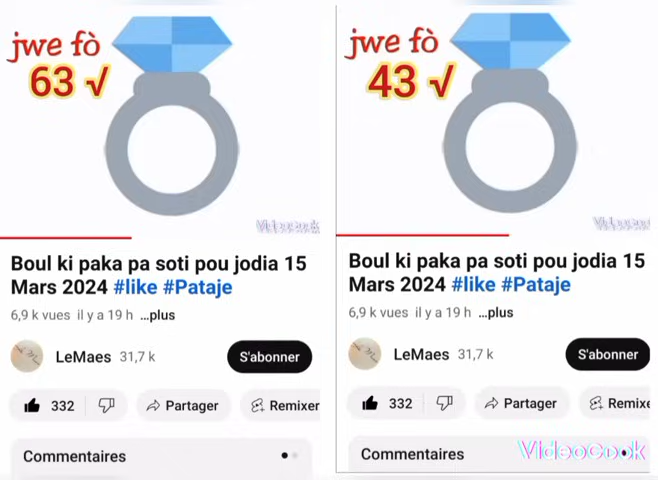 jwe fò
63 √
VideoCook
Boul ki paka pa soti pou jodia 15
Mars 2024 #like #Pataje
6,9 k vues il y a 19 h ...plus
LeMaes 31,7 k S'abonner
332 Partager Remixer
Commentaires
jwe fò
43 √
VideoCook
Boul ki paka pa soti pou jodia 15
Mars 2024 #like #Pataje
6,9 k vues il y a 19 h ...plus
LeMaes 31,7 k S'abonner
332 Partager Remixe
Commentaires
VideoCook